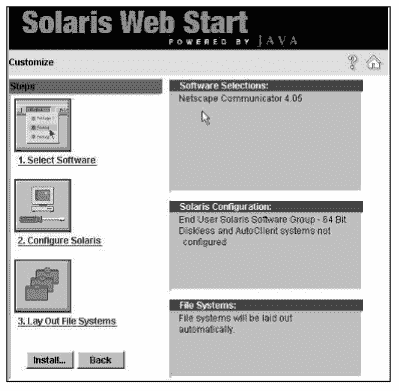 Solaris Web Start
POWERED BY JAVA
Customize
Steps
1. Select Software
2. Configure Solaris
3. Lay Out File Systems
Install...
Back
Software Selections:
Netscape Communicator 4.05
Solaris Configuration:
End User Solaris Software Group - 64 Bit
Diskless and AutoClient systems not
configured
File Systems:
File systems will be laid out
automatically.